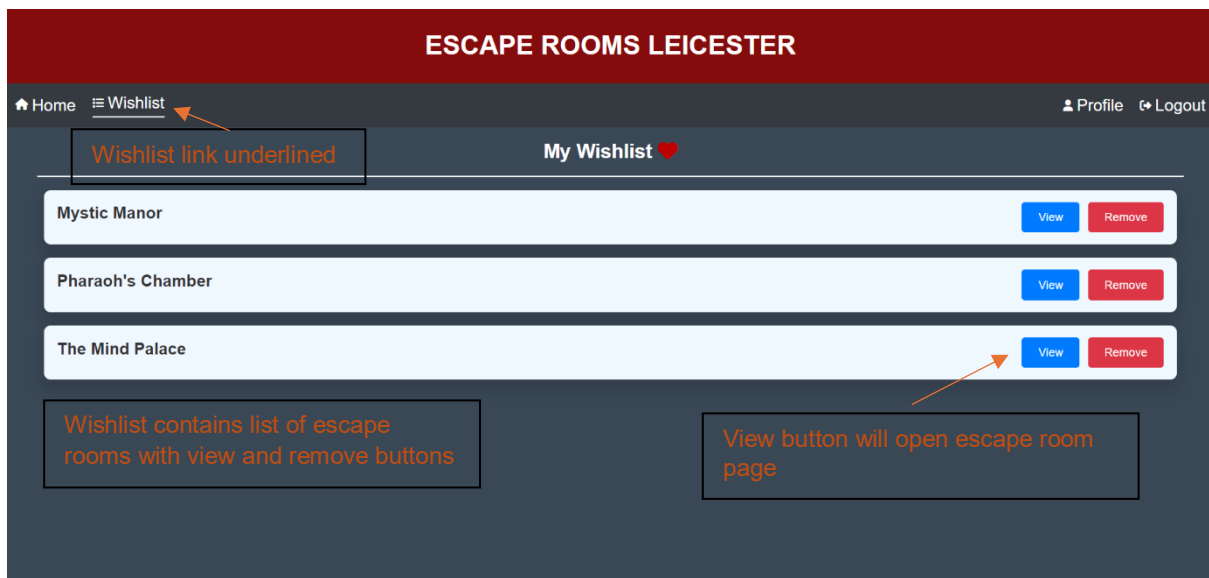 ESCAPE ROOMS LEICESTER
Home Wishlist Profile Logout
Wishlist link underlined
My Wishlist
Mystic Manor View Remove
Pharaoh's Chamber View Remove
The Mind Palace View Remove
Wishlist contains list of escape
rooms with view and remove buttons
View button will open escape room
page